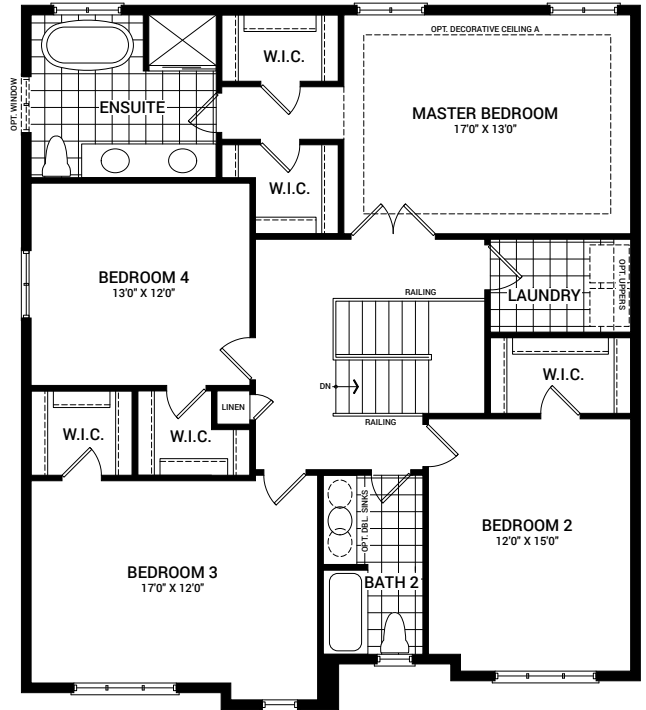 OPT. DECORATIVE CEILING A
W.I.C.
OPT. WINDOW
ENSUITE
MASTER BEDROOM
17'0" X 13'0"
W.I.C.
BEDROOM 4
13'0" X 12'0"
LAUNDRY
OPT. UPPERS
RAILING
DN
W.I.C.
LINEN
RAILING
W.I.C.
W.I.C.
OPT. DBL. SINKS
BEDROOM 2
12'0" X 15'0"
BEDROOM 3
17'0" X 12'0"
BATH 2